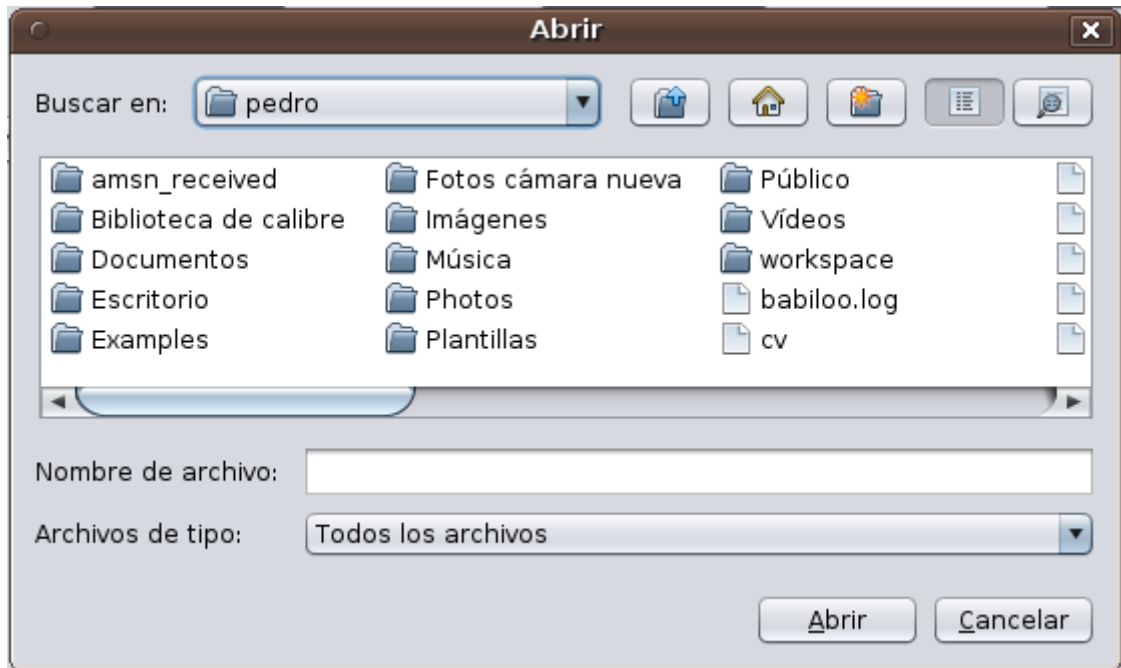 Abrir
Buscar en: pedro
amsn_received Fotos cámara nueva Público
Biblioteca de calibre Imágenes Vídeos
Documentos Música workspace
Escritorio Photos babiloo.log
Examples Plantillas cv
Nombre de archivo:
Archivos de tipo: Todos los archivos
Abrir Cancelar